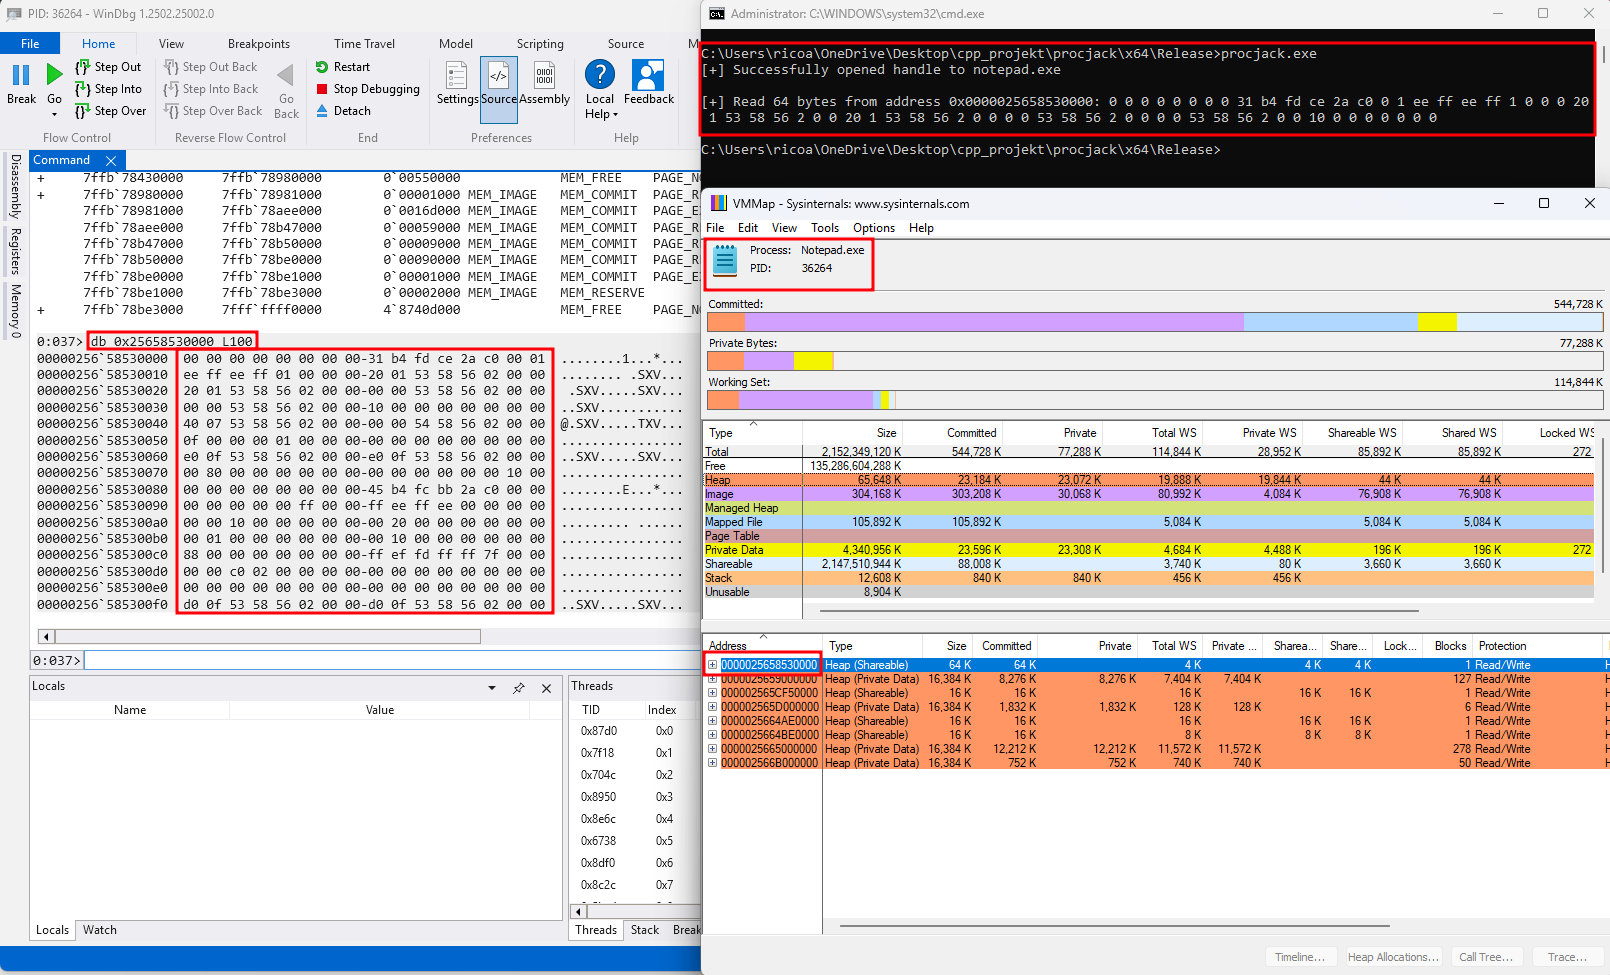 PID: 36264 - WinDbg 1.2502.25002.0
File Home View Breakpoints Time Travel Model Scripting Source
Break
Go
Step Out
Step Into
Step Over
Flow Control
Step Out Back
Step Into Back
Step Over Back
Go Back
Reverse Flow Control
Restart
Stop Debugging
Detach
End
Settings Source Assembly
Preferences
Local Help
Feedback
Help
Disassembly
Registers
Memory 0
Command
+ 7ffb`78430000 7ffb`78980000 0`00550000 MEM_FREE PAGE_NO
+ 7ffb`78980000 7ffb`78981000 0`00001000 MEM_IMAGE MEM_COMMIT PAGE_R
7ffb`78981000 7ffb`78aee000 0`0016d000 MEM_IMAGE MEM_COMMIT PAGE_E
7ffb`78aee000 7ffb`78b47000 0`00059000 MEM_IMAGE MEM_COMMIT PAGE_R
7ffb`78b47000 7ffb`78b50000 0`00009000 MEM_IMAGE MEM_COMMIT PAGE_R
7ffb`78b50000 7ffb`78be0000 0`00090000 MEM_IMAGE MEM_COMMIT PAGE_R
7ffb`78be0000 7ffb`78be1000 0`00001000 MEM_IMAGE MEM_COMMIT PAGE_E
7ffb`78be1000 7ffb`78be3000 0`00002000 MEM_IMAGE MEM_RESERVE
+ 7ffb`78be3000 7fff`ffff0000 4`8740d000 MEM_FREE PAGE_NO
0:037> db 0x25658530000 L100
00000256`58530000 00 00 00 00 00 00 00 00-31 b4 fd ce 2a c0 00 01 ........1...*...
00000256`58530010 ee ff ee ff 01 00 00 00-20 01 53 58 56 02 00 00 ........ .SXV...
00000256`58530020 20 01 53 58 56 02 00 00-00 00 53 58 56 02 00 00 .SXV.....SXV...
00000256`58530030 00 00 53 58 56 02 00 00-10 00 00 00 00 00 00 00 ..SXV...........
00000256`58530040 40 07 53 58 56 02 00 00-00 00 54 58 56 02 00 00 @.SXV.....TXV...
00000256`58530050 0f 00 00 00 01 00 00 00-00 00 00 00 00 00 00 00 ................
00000256`58530060 e0 0f 53 58 56 02 00 00-e0 0f 53 58 56 02 00 00 ..SXV.....SXV...
00000256`58530070 00 80 00 00 00 00 00 00-00 00 00 00 00 00 10 00 ................
00000256`58530080 00 00 00 00 00 00 00 00-45 b4 fc bb 2a c0 00 00 ........E...*...
00000256`58530090 00 00 00 00 00 ff 00 00-ff ee ff ee 00 00 00 00 ................
00000256`585300a0 00 00 10 00 00 00 00 00-00 20 00 00 00 00 00 00 ......... ......
00000256`585300b0 00 01 00 00 00 00 00 00-00 10 00 00 00 00 00 00 ................
00000256`585300c0 88 00 00 00 00 00 00 00-ff ef fd ff ff 7f 00 00 ................
00000256`585300d0 00 00 c0 02 00 00 00 00-00 00 00 00 00 00 00 00 ................
00000256`585300e0 00 00 00 00 00 00 00 00-00 00 00 00 00 00 00 00 ................
00000256`585300f0 d0 0f 53 58 56 02 00 00-d0 0f 53 58 56 02 00 00 ..SXV.....SXV...
0:037>
Locals
Name Value
Locals Watch
Threads
TID Index
0x87d0 0x0
0x7f18 0x1
0x704c 0x2
0x8950 0x3
0x8e6c 0x4
0x6738 0x5
0x8df0 0x6
0x8c2c 0x7
Threads Stack Break
Administrator: C:\WINDOWS\system32\cmd.exe
C:\Users\ricoa\OneDrive\Desktop\cpp_projekt\procjack\x64\Release>procjack.exe
[+] Successfully opened handle to notepad.exe
[+] Read 64 bytes from address 0x0000025658530000: 0 0 0 0 0 0 0 0 31 b4 fd ce 2a c0 0 1 ee ff ee ff 1 0 0 0 20
1 53 58 56 2 0 0 20 1 53 58 56 2 0 0 0 0 53 58 56 2 0 0 0 0 53 58 56 2 0 0 10 0 0 0 0 0 0 0
C:\Users\ricoa\OneDrive\Desktop\cpp_projekt\procjack\x64\Release>
VMMap - Sysinternals: www.sysinternals.com
File Edit View Tools Options Help
Process: Notepad.exe
PID: 36264
Committed: 544,728 K
Private Bytes: 77,288 K
Working Set: 114,844 K
Type Size Committed Private Total WS Private WS Shareable WS Shared WS Locked WS
Total 2,152,349,120 K 544,728 K 77,288 K 114,844 K 28,952 K 85,892 K 85,892 K 272
Free 135,286,604,288 K
Heap 65,648 K 23,184 K 23,072 K 19,888 K 19,844 K 44 K 44 K
Image 304,168 K 303,208 K 30,068 K 80,992 K 4,084 K 76,908 K 76,908 K
Managed Heap
Mapped File 105,892 K 105,892 K 5,084 K 5,084 K 5,084 K
Page Table
Private Data 4,340,956 K 23,596 K 23,308 K 4,684 K 4,488 K 196 K 196 K 272
Shareable 2,147,510,944 K 88,008 K 3,740 K 80 K 3,660 K 3,660 K
Stack 12,608 K 840 K 840 K 456 K 456 K
Unusable 8,904 K
Address Type Size Committed Private Total WS Private ... Sharea... Share... Lock... Blocks Protection
0000025658530000 Heap (Shareable) 64 K 64 K 4 K 4 K 4 K 1 Read/Write
0000025659000000 Heap (Private Data) 16,384 K 8,276 K 8,276 K 7,404 K 7,404 K 127 Read/Write
000002565CF50000 Heap (Shareable) 16 K 16 K 16 K 16 K 16 K 1 Read/Write
000002565D000000 Heap (Private Data) 16,384 K 1,832 K 1,832 K 128 K 128 K 6 Read/Write
0000025664AE0000 Heap (Shareable) 16 K 16 K 16 K 16 K 16 K 1 Read/Write
0000025664BE0000 Heap (Shareable) 16 K 16 K 8 K 8 K 8 K 1 Read/Write
0000025665000000 Heap (Private Data) 16,384 K 12,212 K 12,212 K 11,572 K 11,572 K 278 Read/Write
000002566B000000 Heap (Private Data) 16,384 K 752 K 752 K 740 K 740 K 50 Read/Write
Timeline... Heap Allocations... Call Tree... Trace...